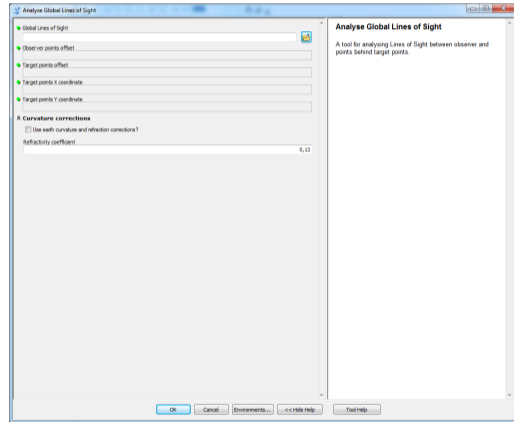 Analyse Global Lines of Sight
Global Lines of Sight
Observer points offset
Target points offset
Target points X coordinate
Target points Y coordinate
Curvature corrections
Use earth curvature and refraction corrections?
Refractivity coefficient
0,13
OK
Cancel
Environments...
<< Hide Help
Analyse Global Lines of Sight
A tool for analysing Lines of Sight between observer and
points behind target points.
Tool Help